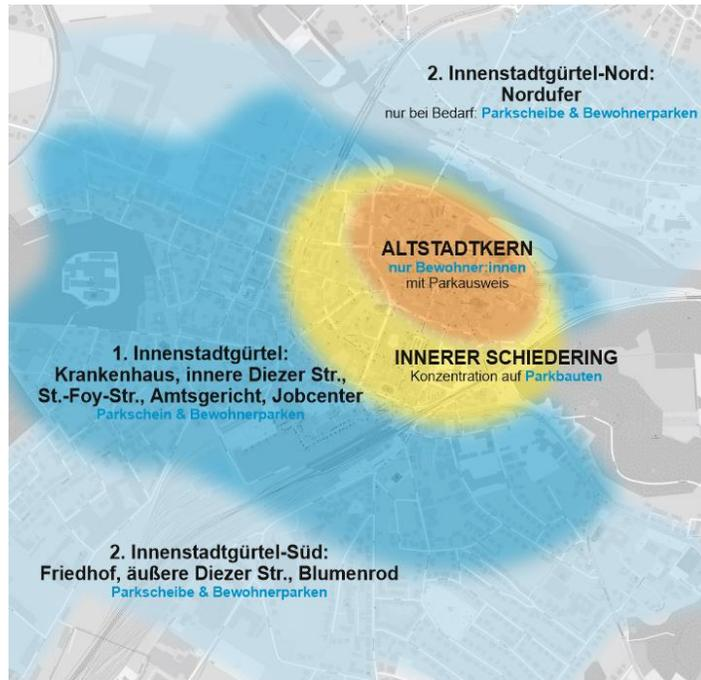 2. Innenstadtgürtel-Nord:
Nordufer
nur bei Bedarf: Parkscheibe & Bewohnerparken
ALTSTADTKERN
nur Bewohner:innen
mit Parkausweis
INNERER SCHIEDERING
Konzentration auf Parkbauten
1. Innenstadtgürtel:
Krankenhaus, innere Diezer Str.,
St.-Foy-Str., Amtsgericht, Jobcenter
Parkschein & Bewohnerparken
2. Innenstadtgürtel-Süd:
Friedhof, äußere Diezer Str., Blumenrod
Parkscheibe & Bewohnerparken